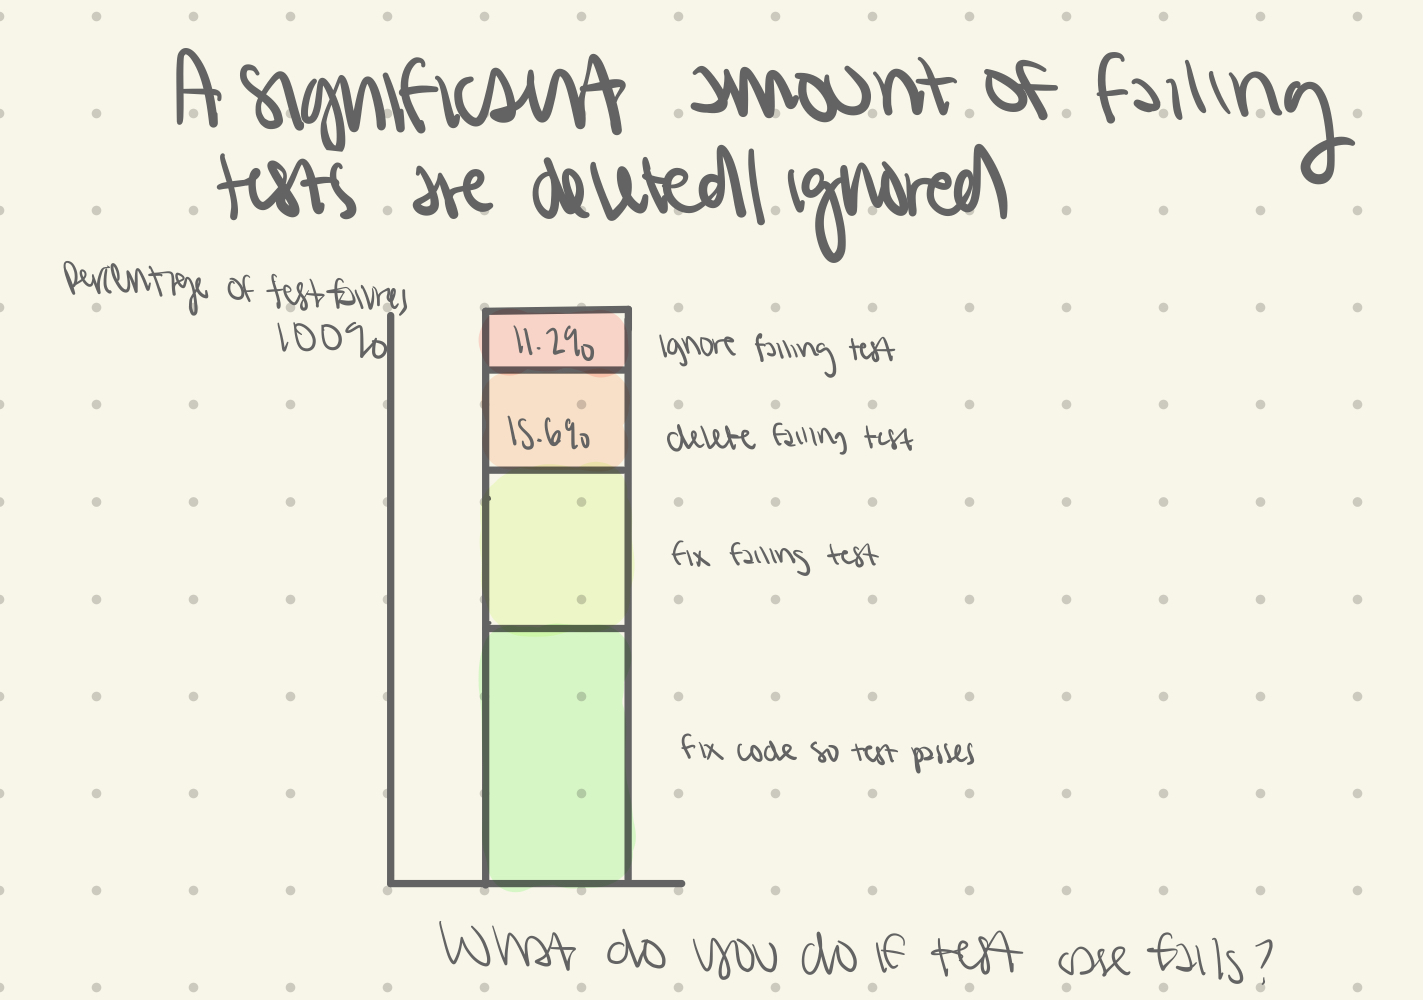 A significant amount of failing
tests are deleted/ignored
Percentage of test failures
100%
11.2%
ignore failing test
15.6%
delete failing test
fix failing test
fix code so test passes
What do you do if test case fails?